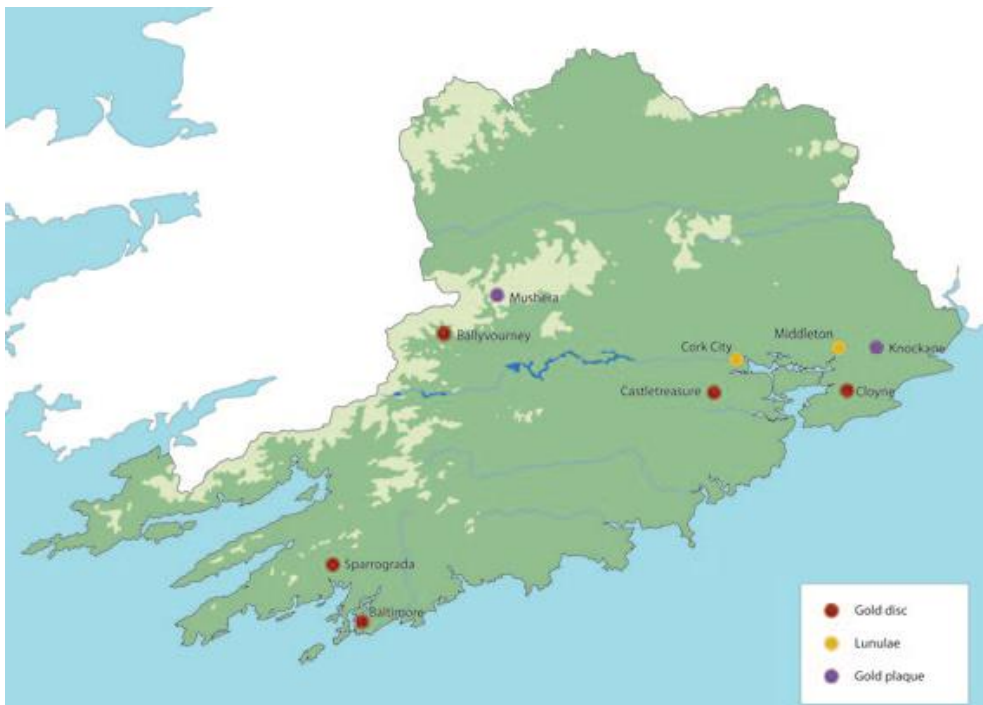 Mushera
Ballyvourney
Middleton
Cork City
Knockane
Castletreasure
Cloyne
Sparrograda
Baltimore
Gold disc
Lunulae
Gold plaque